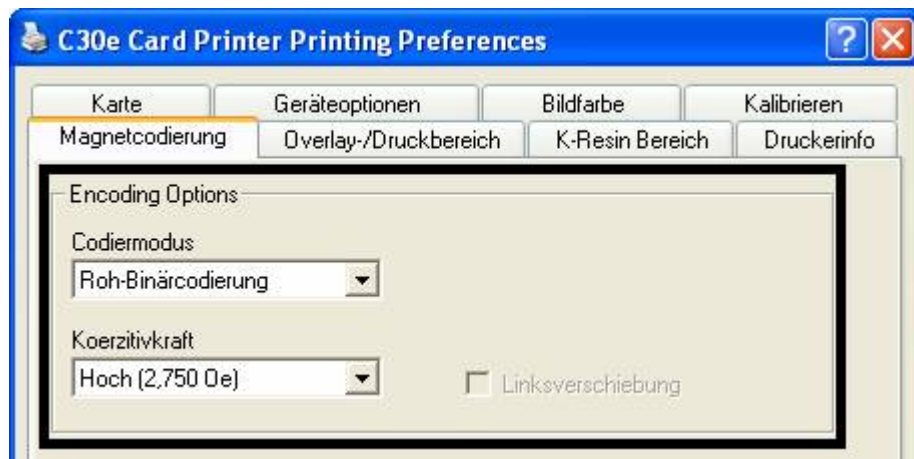 C30e Card Printer Printing Preferences
Karte Geräteoptionen Bildfarbe Kalibrieren
Magnetcodierung Overlay-/Druckbereich K-Resin Bereich Druckerinfo
Encoding Options
Codiermodus
Roh-Binärcodierung
Koerzitivkraft
Hoch (2,750 Oe) Linksverschiebung